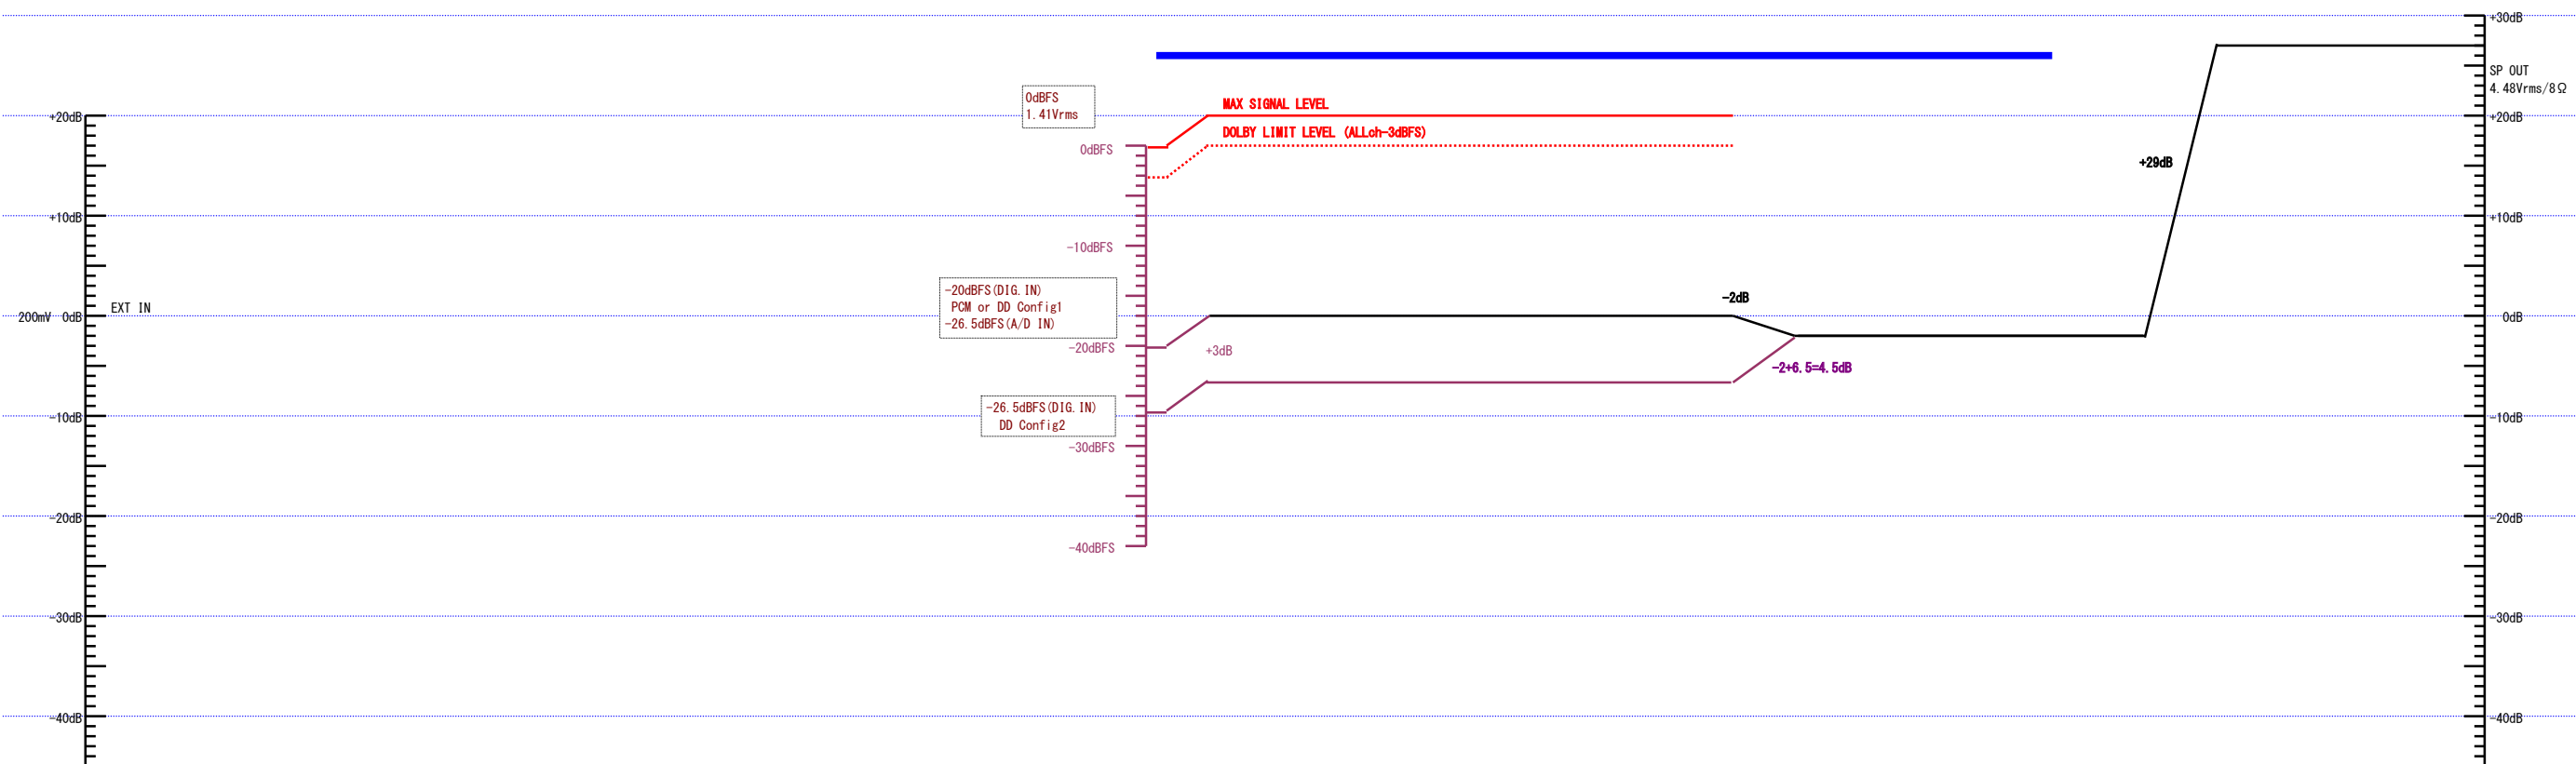 +30dB
SP OUT
4.48Vrms/8Ω
0dBFS
1.41Vrms
MAX SIGNAL LEVEL
+20dB
+20dB
DOLBY LIMIT LEVEL (ALLch-3dBFS)
0dBFS
+29dB
+10dB
+10dB
-10dBFS
-20dBFS(DIG.IN)
PCM or DD Config1
-26.5dBFS(A/D IN)
-2dB
EXT IN
200mV 0dB
0dB
-20dBFS
+3dB
-2+6.5=4.5dB
-26.5dBFS(DIG.IN)
DD Config2
-10dB
-10dB
-30dBFS
-20dB
-20dB
-40dBFS
-30dB
-30dB
-40dB
-40dB